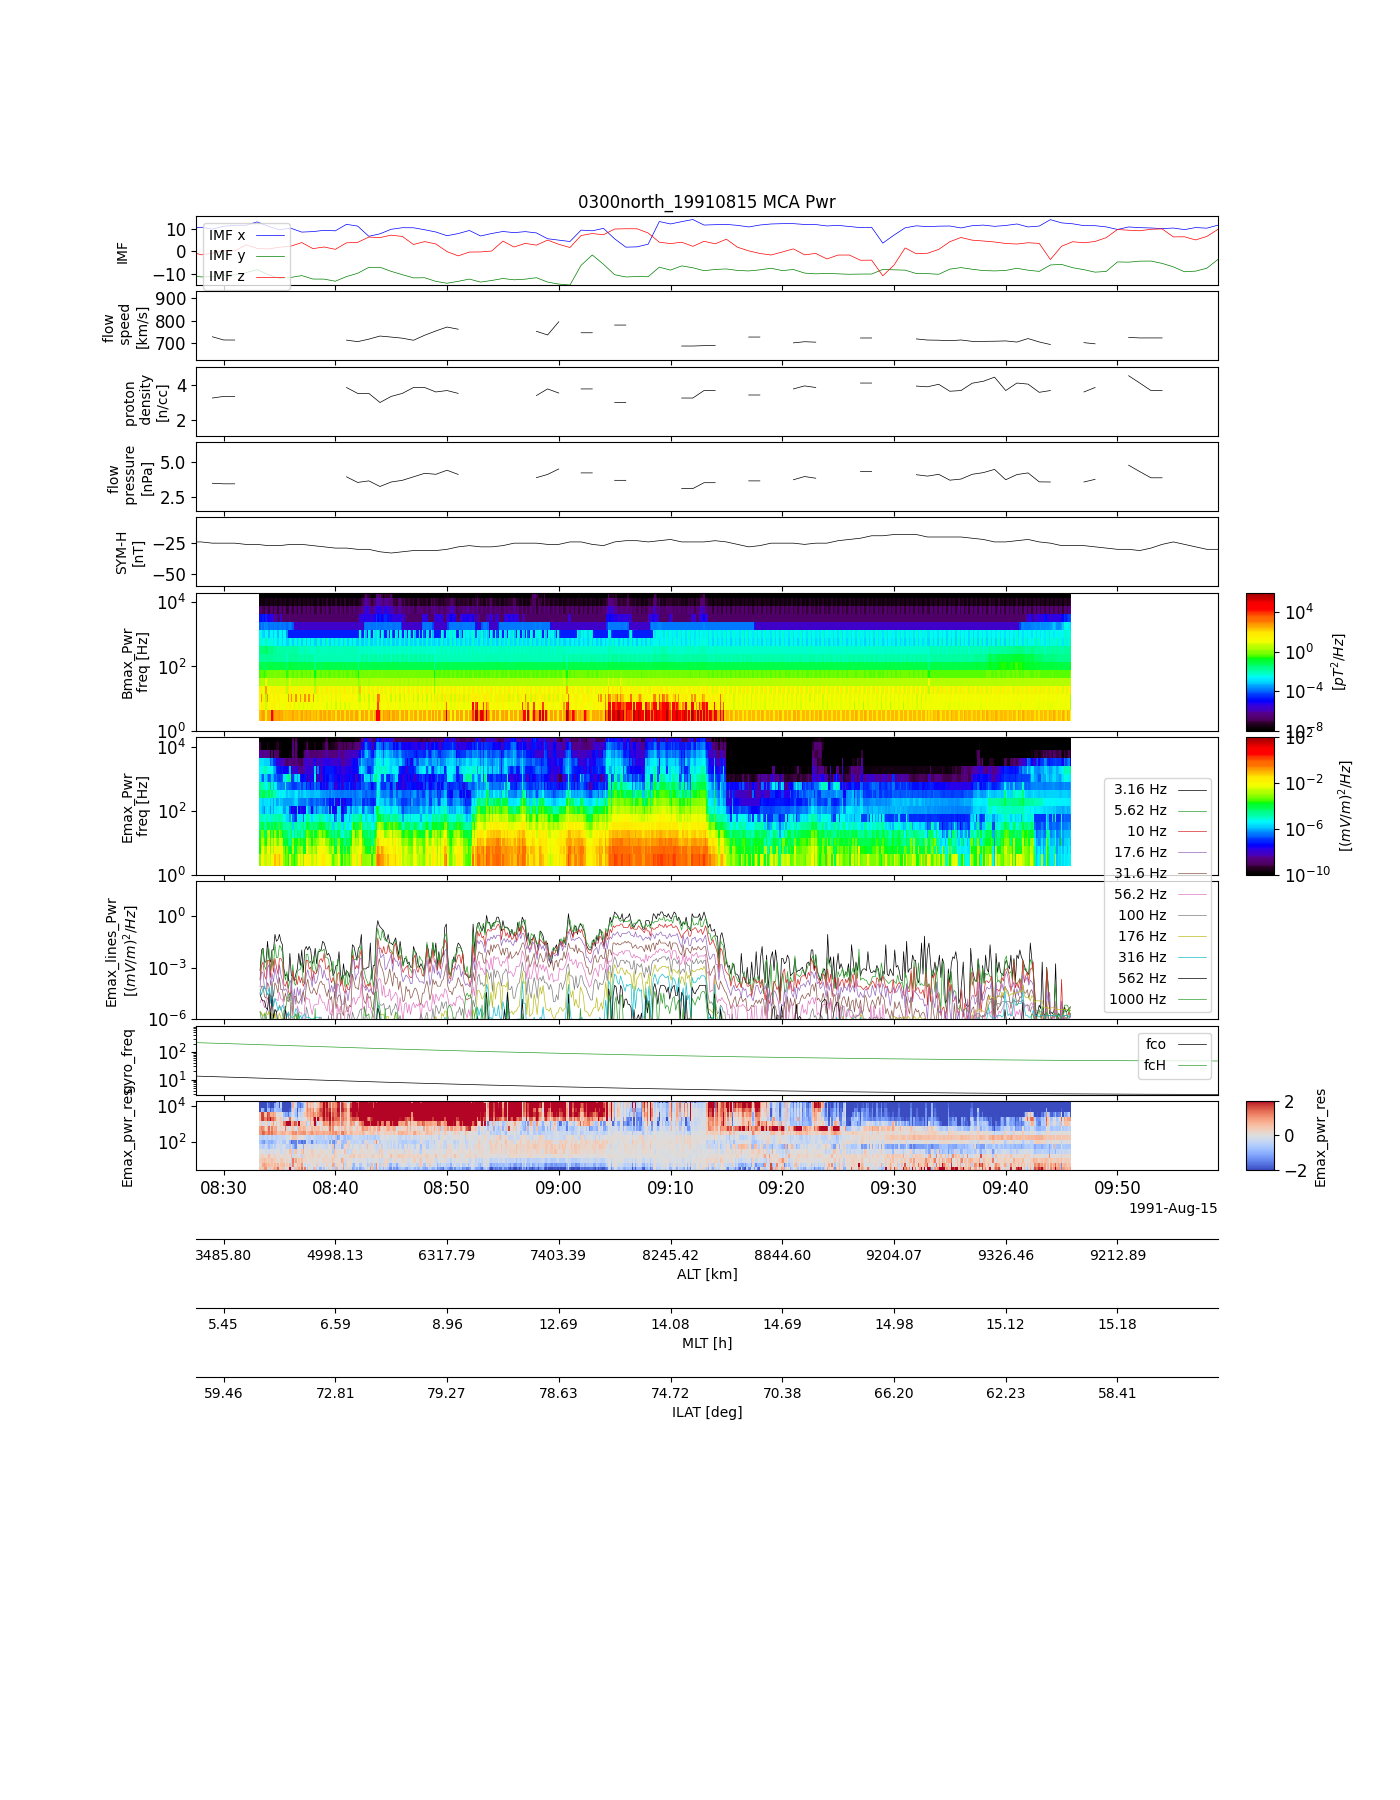 0300north_19910815 MCA Pwr
10
0
−10
IMF
IMF x
IMF y
IMF z
900
800
700
flow
speed
[km/s]
4
2
proton
density
[n/cc]
5.0
2.5
flow
pressure
[nPa]
−25
−50
SYM-H
[nT]
10^4
10^2
10^0
Bmax_Pwr
freq [Hz]
10^4
10^0
10^−4
10^−8
[pT^2/Hz]
10^4
10^2
10^0
Emax_Pwr
freq [Hz]
10^2
10^−2
10^−6
10^−10
[(mV/m)^2/Hz]
3.16 Hz
5.62 Hz
10 Hz
17.6 Hz
31.6 Hz
56.2 Hz
100 Hz
176 Hz
316 Hz
562 Hz
1000 Hz
10^0
10^−3
10^−6
Emax_lines_Pwr
[(mV/m)^2/Hz]
10^2
10^1
gyro_freq
fco
fcH
10^4
10^2
Emax_pwr_res
2
0
−2
Emax_pwr_res
08:30 08:40 08:50 09:00 09:10 09:20 09:30 09:40 09:50
1991-Aug-15
3485.80 4998.13 6317.79 7403.39 8245.42 8844.60 9204.07 9326.46 9212.89
ALT [km]
5.45 6.59 8.96 12.69 14.08 14.69 14.98 15.12 15.18
MLT [h]
59.46 72.81 79.27 78.63 74.72 70.38 66.20 62.23 58.41
ILAT [deg]